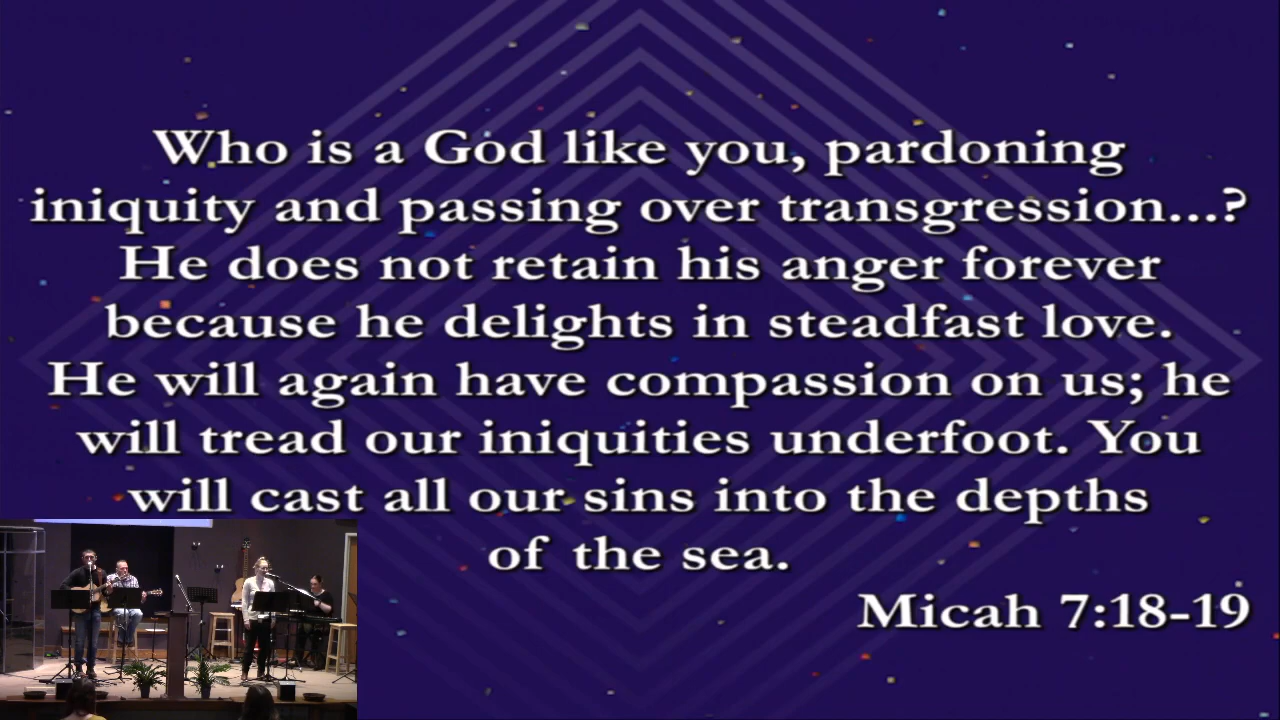 Who is a God like you, pardoning
iniquity and passing over transgression...?
He does not retain his anger forever
because he delights in steadfast love.
He will again have compassion on us; he
will tread our iniquities underfoot. You
will cast all our sins into the depths
of the sea.
Micah 7:18-19